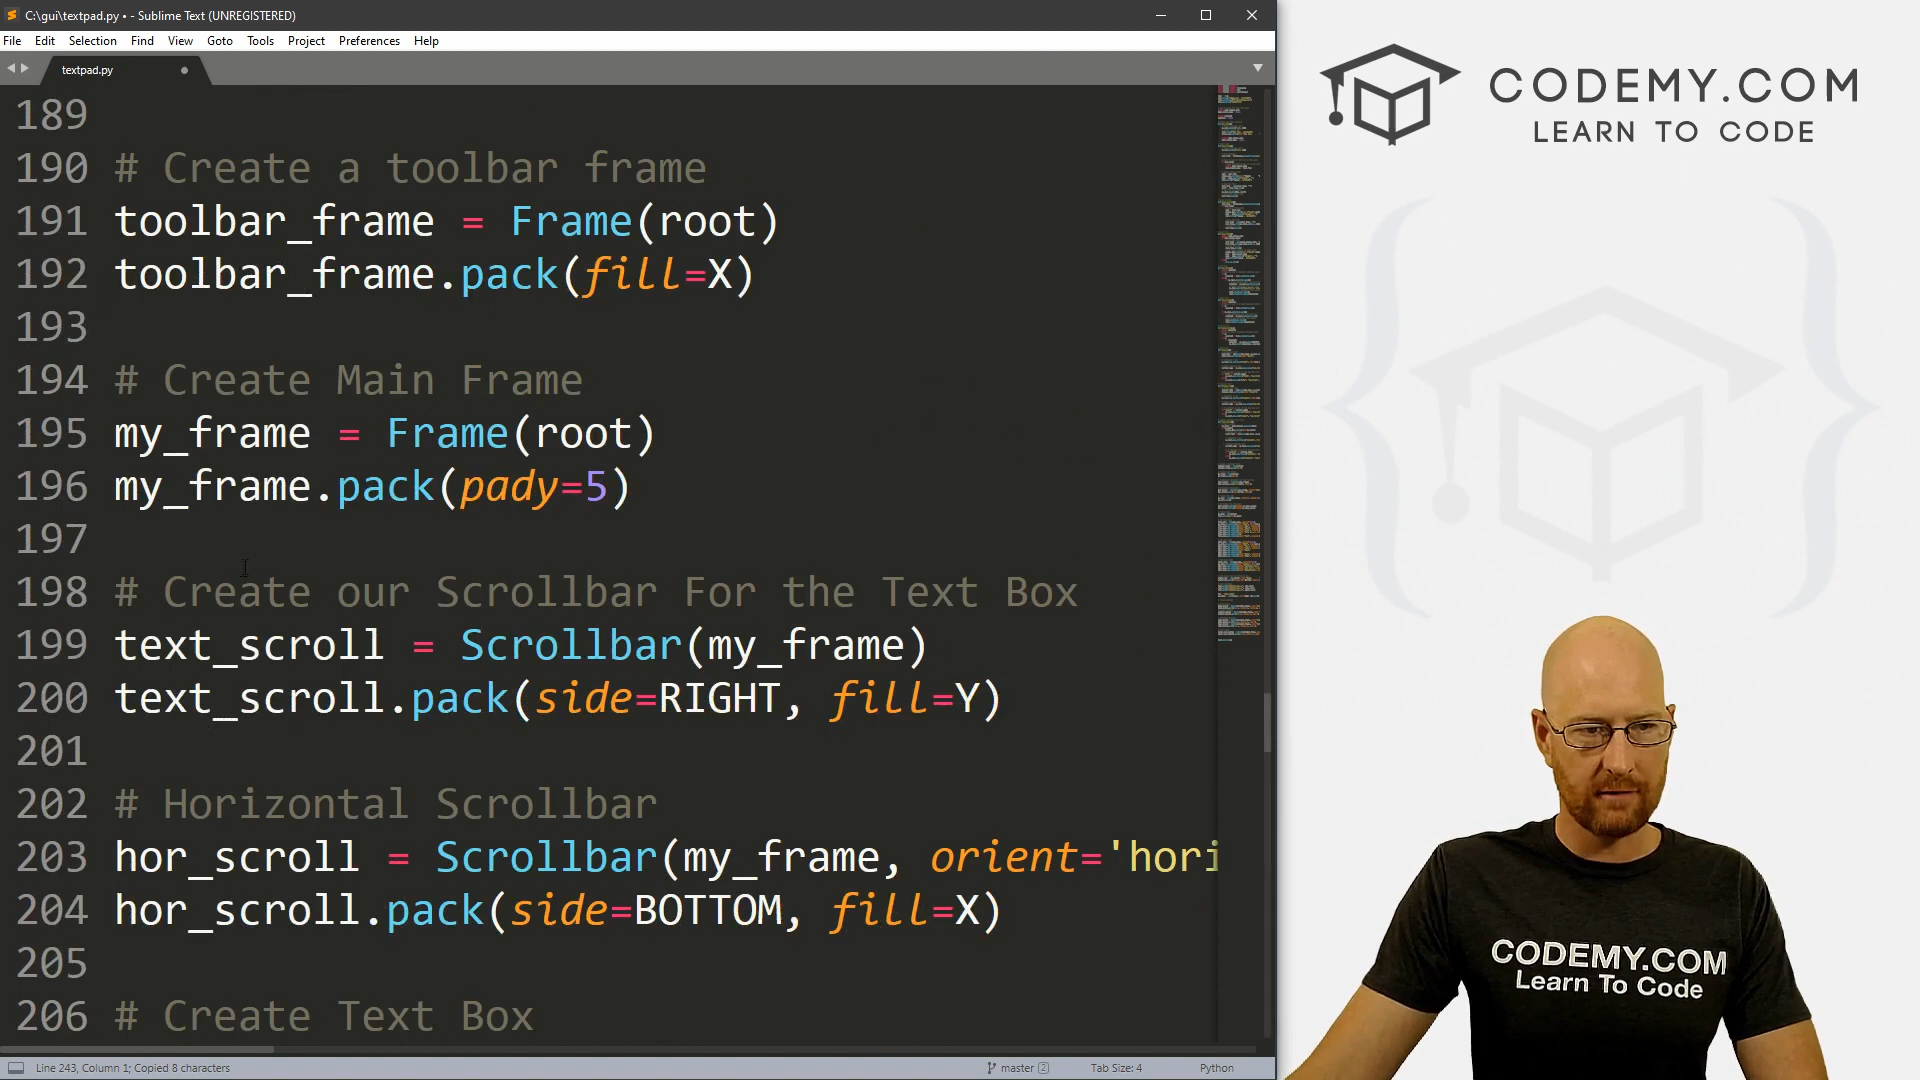 C:\gui\textpad.py • - Sublime Text (UNREGISTERED)
File Edit Selection Find View Goto Tools Project Preferences Help
textpad.py
189
190 # Create a toolbar frame
191 toolbar_frame = Frame(root)
192 toolbar_frame.pack(fill=X)
193
194 # Create Main Frame
195 my_frame = Frame(root)
196 my_frame.pack(pady=5)
197
198 # Create our Scrollbar For the Text Box
199 text_scroll = Scrollbar(my_frame)
200 text_scroll.pack(side=RIGHT, fill=Y)
201
202 # Horizontal Scrollbar
203 hor_scroll = Scrollbar(my_frame, orient='hori
204 hor_scroll.pack(side=BOTTOM, fill=X)
205
206 # Create Text Box
Line 243, Column 1; Copied 8 characters
master 2
Tab Size: 4
Python
CODEMY.COM
LEARN TO CODE
CODEMY.COM
Learn To Code